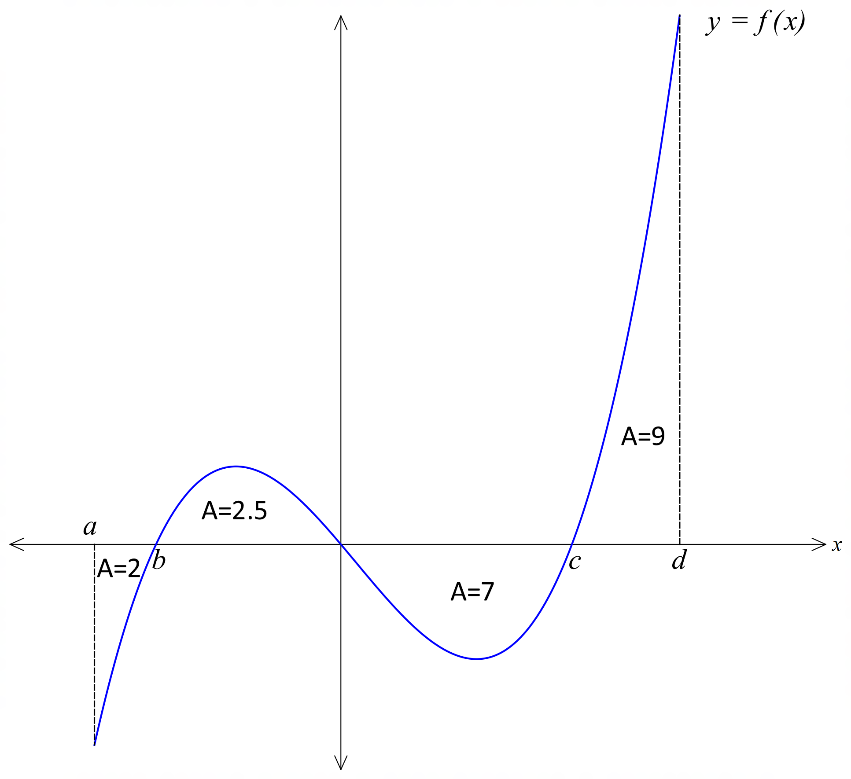 y = f(x)
A=9
A=2.5
a
x
A=2
b
c
d
A=7